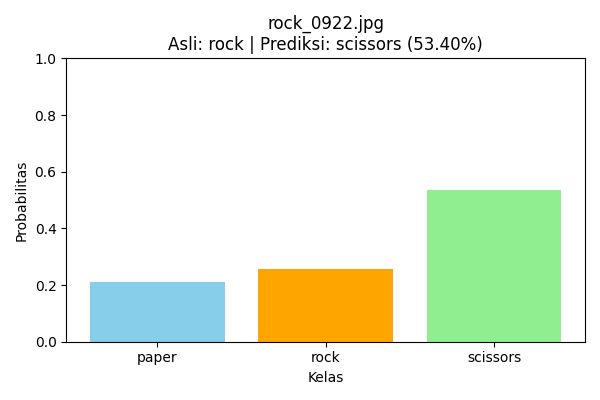 rock_0922.jpg
Asli: rock | Prediksi: scissors (53.40%)
1.0
0.8
0.6
0.4
0.2
0.0
Probabilitas
paper rock scissors
Kelas